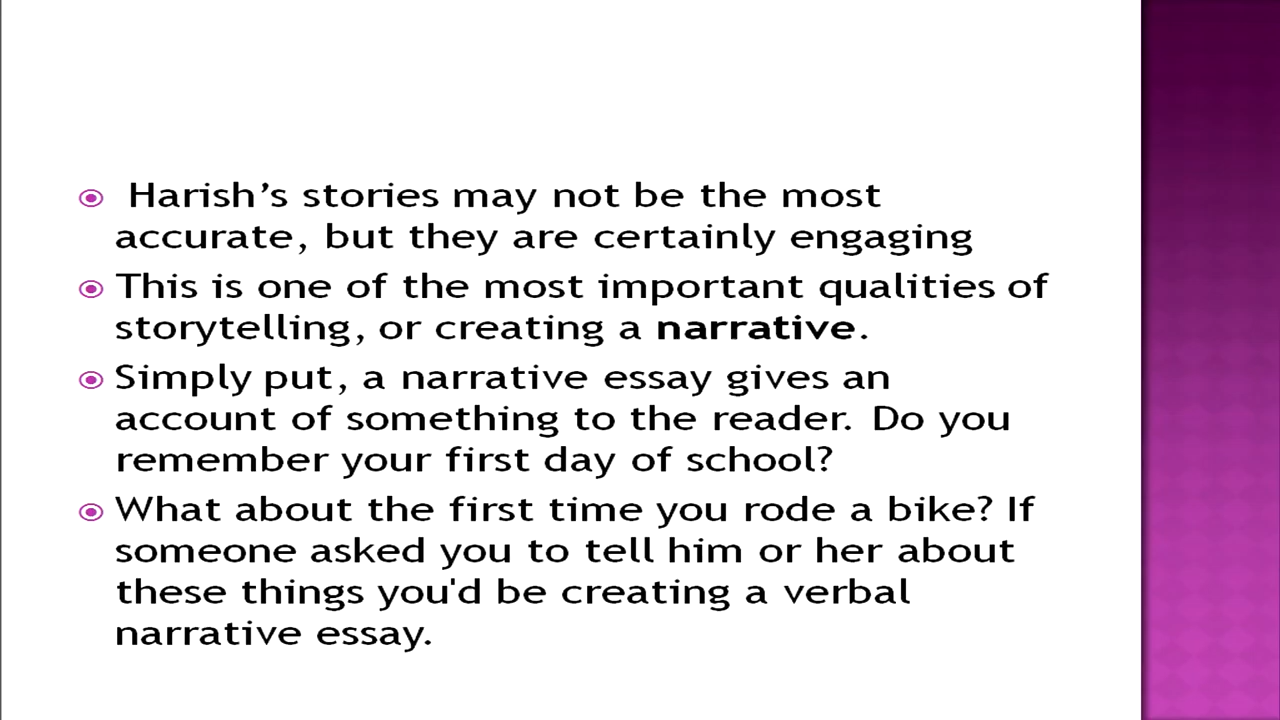 Harish’s stories may not be the most
accurate, but they are certainly engaging
This is one of the most important qualities of
storytelling, or creating a narrative.
Simply put, a narrative essay gives an
account of something to the reader. Do you
remember your first day of school?
What about the first time you rode a bike? If
someone asked you to tell him or her about
these things you'd be creating a verbal
narrative essay.